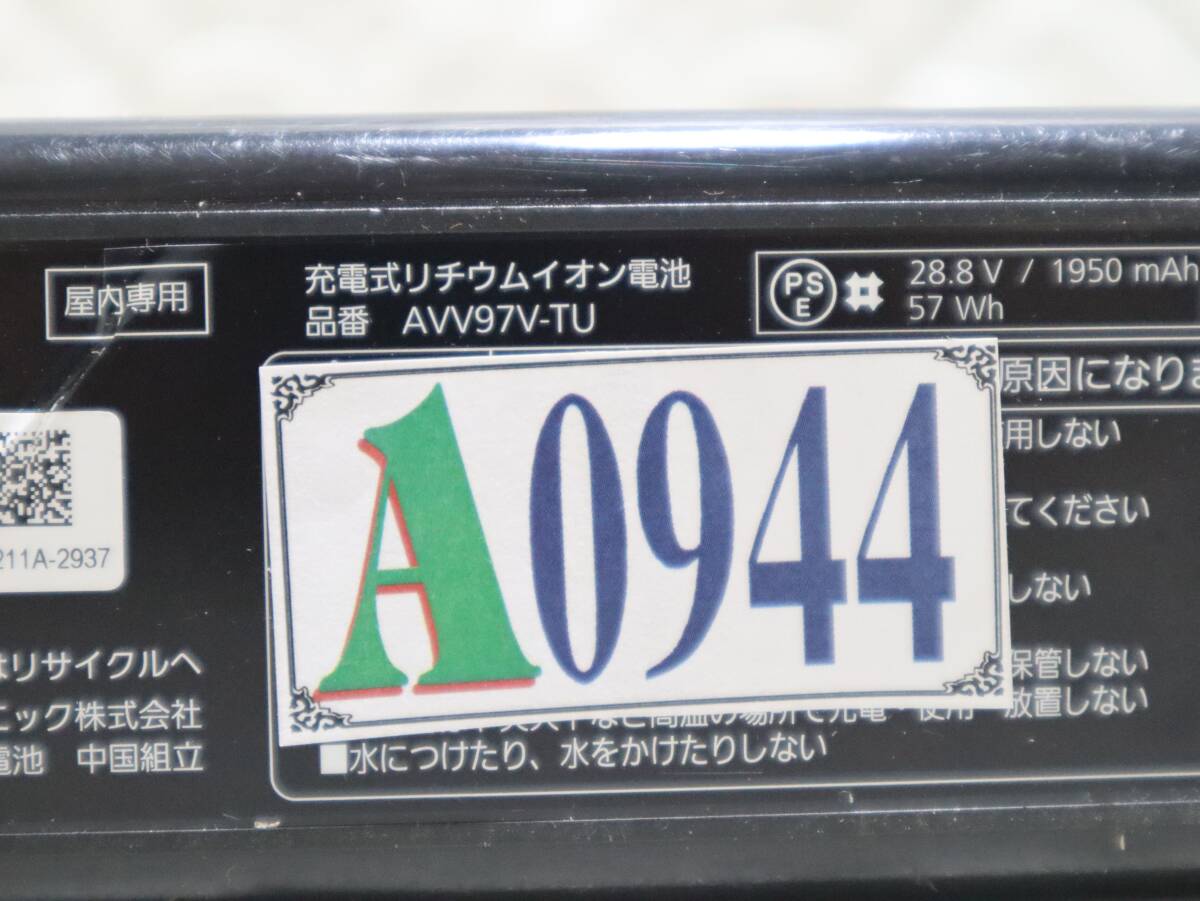 屋内専用
充電式リチウムイオン電池
品番 AVV97V-TU
PSE
28.8 V / 1950 mAh
57 Wh
原因になりま
用しない
てください
しない
保管しない
放置しない
■水につけたり、水をかけたりしない
A0944
211A-2937
はリサイクルへ
ニック株式会社
電池 中国組立